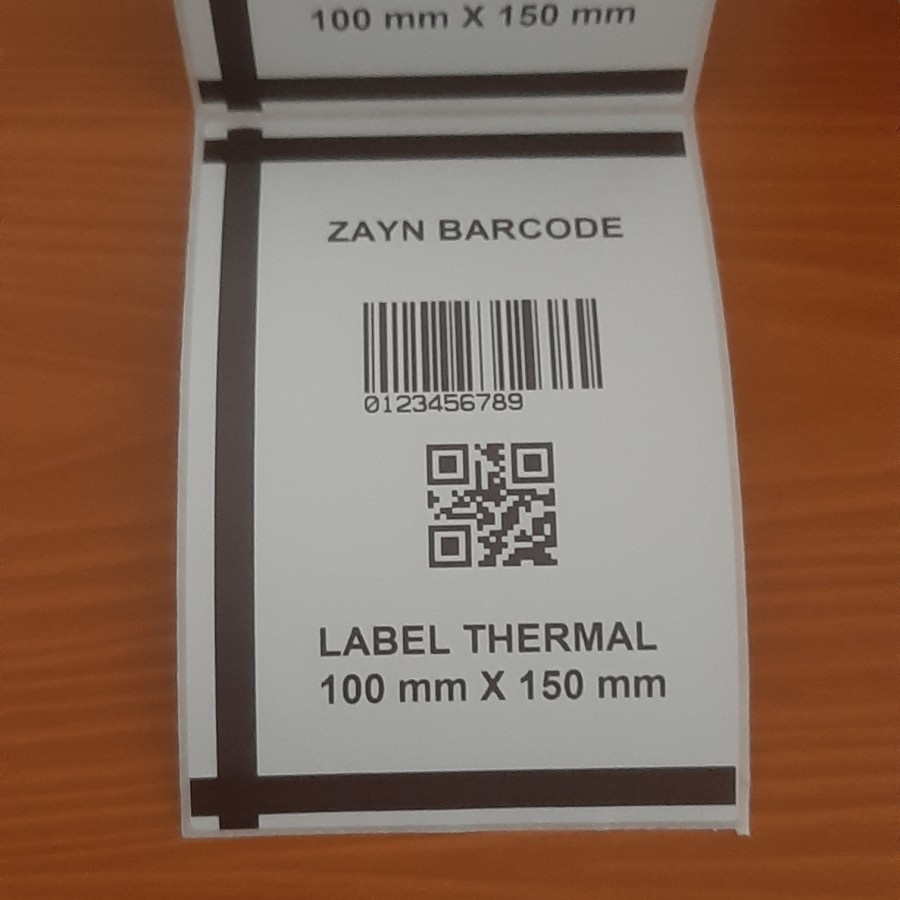 100 mm X 150 mm
ZAYN BARCODE
0123456789
LABEL THERMAL
100 mm X 150 mm